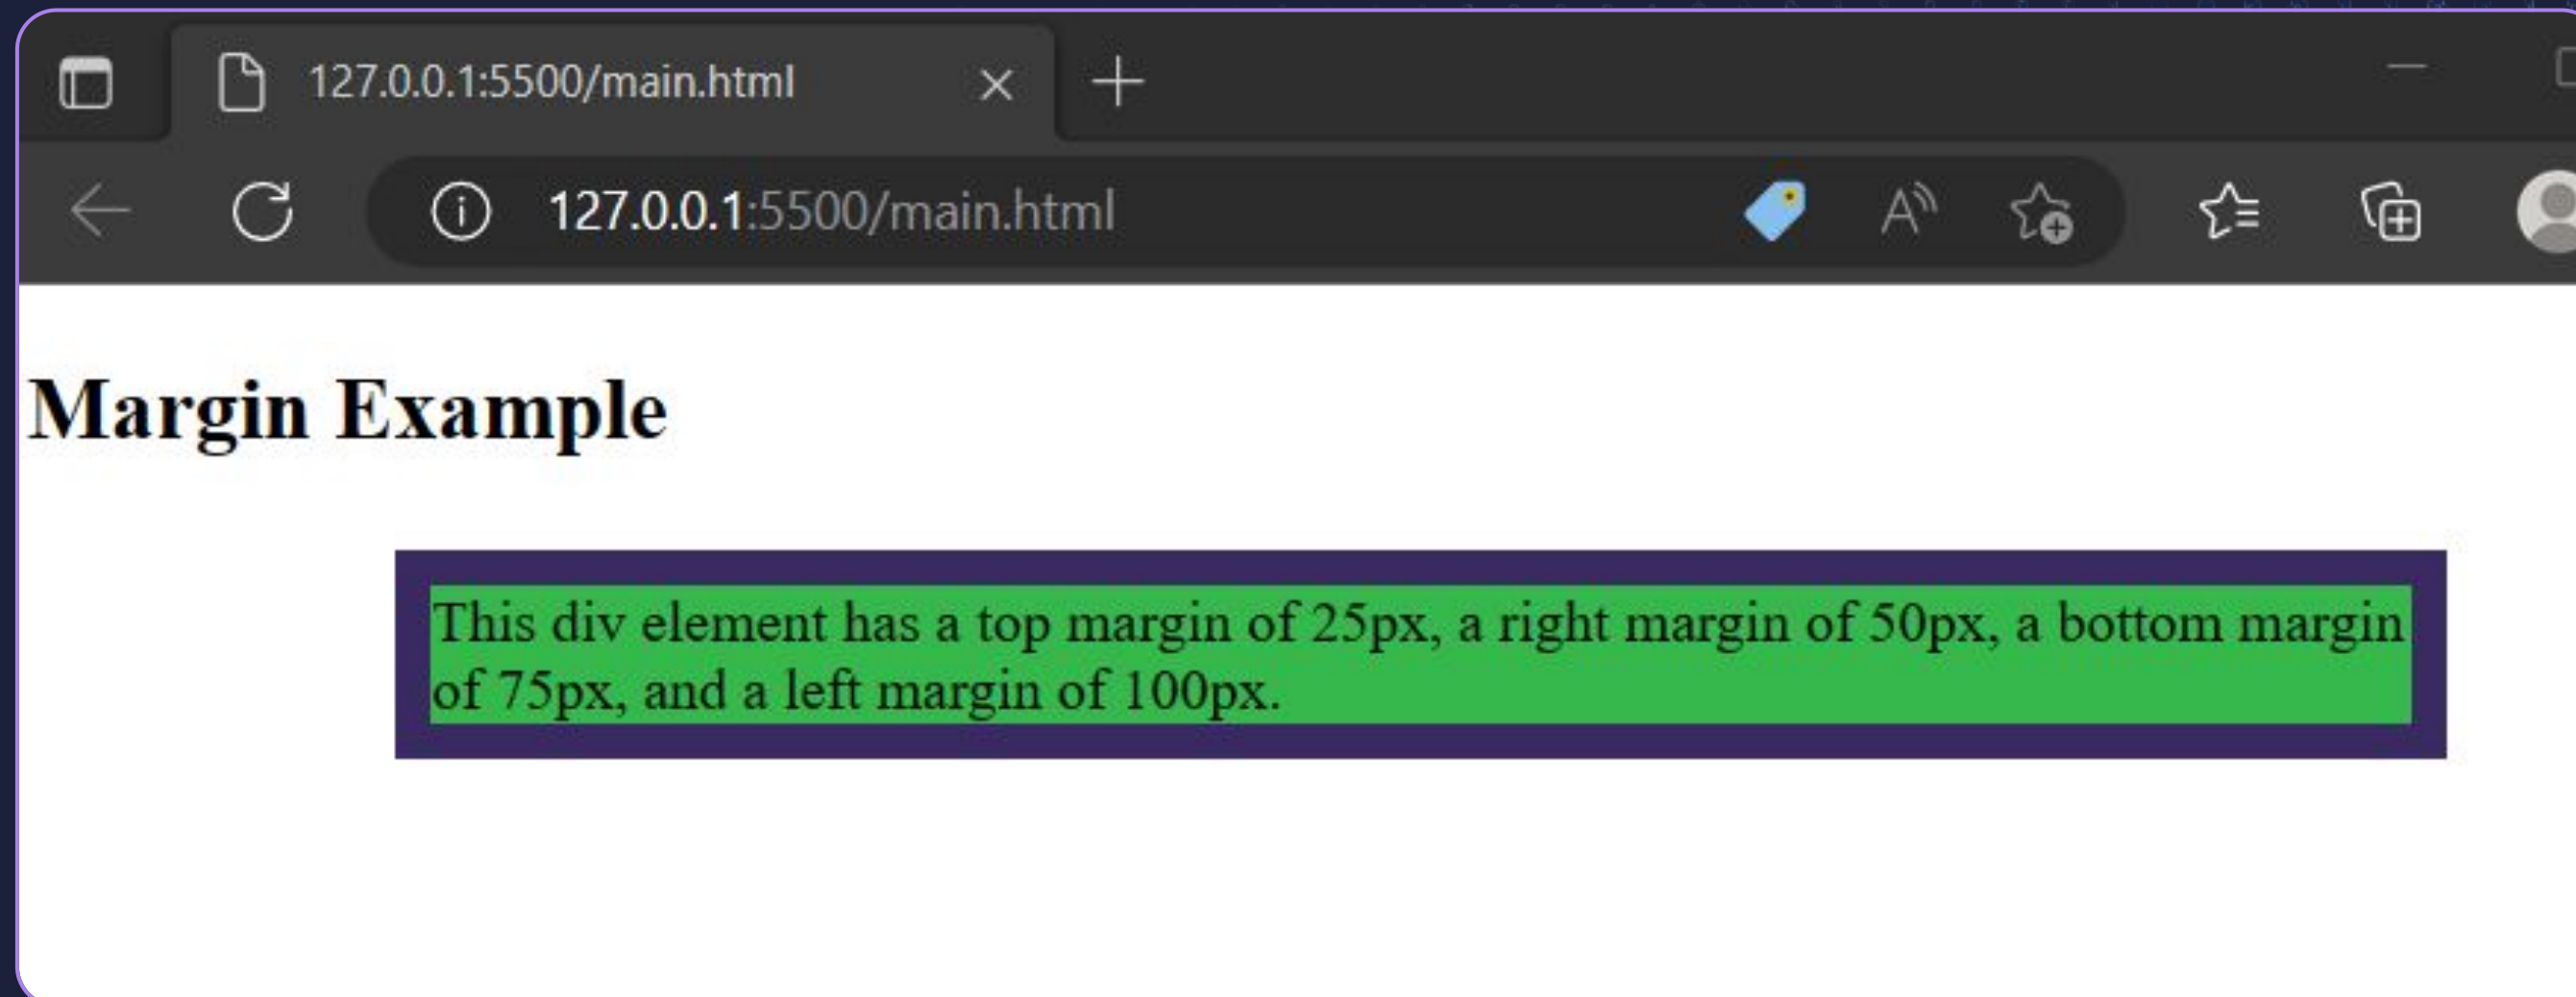 127.0.0.1:5500/main.html
127.0.0.1:5500/main.html
Margin Example
This div element has a top margin of 25px, a right margin of 50px, a bottom margin
of 75px, and a left margin of 100px.